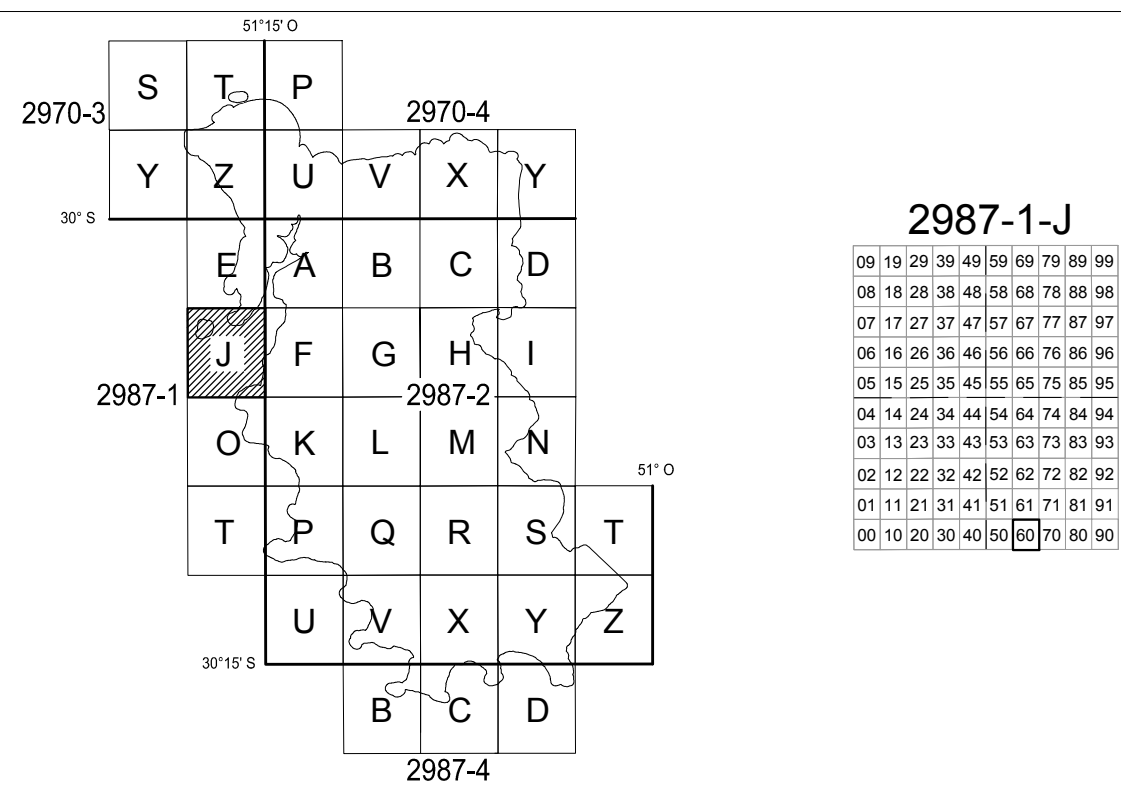 51°15' O
S T P
2970-3
2970-4
Y Z U V X Y
30° S
E A B C D
J F G H I
2987-1
2987-2
O K L M N
51° O
T P Q R S T
U V X Y Z
30°15' S
B C D
2987-4
2987-1-J
09 19 29 39 49 59 69 79 89 99
08 18 28 38 48 58 68 78 88 98
07 17 27 37 47 57 67 77 87 97
06 16 26 36 46 56 66 76 86 96
05 15 25 35 45 55 65 75 85 95
04 14 24 34 44 54 64 74 84 94
03 13 23 33 43 53 63 73 83 93
02 12 22 32 42 52 62 72 82 92
01 11 21 31 41 51 61 71 81 91
00 10 20 30 40 50 60 70 80 90